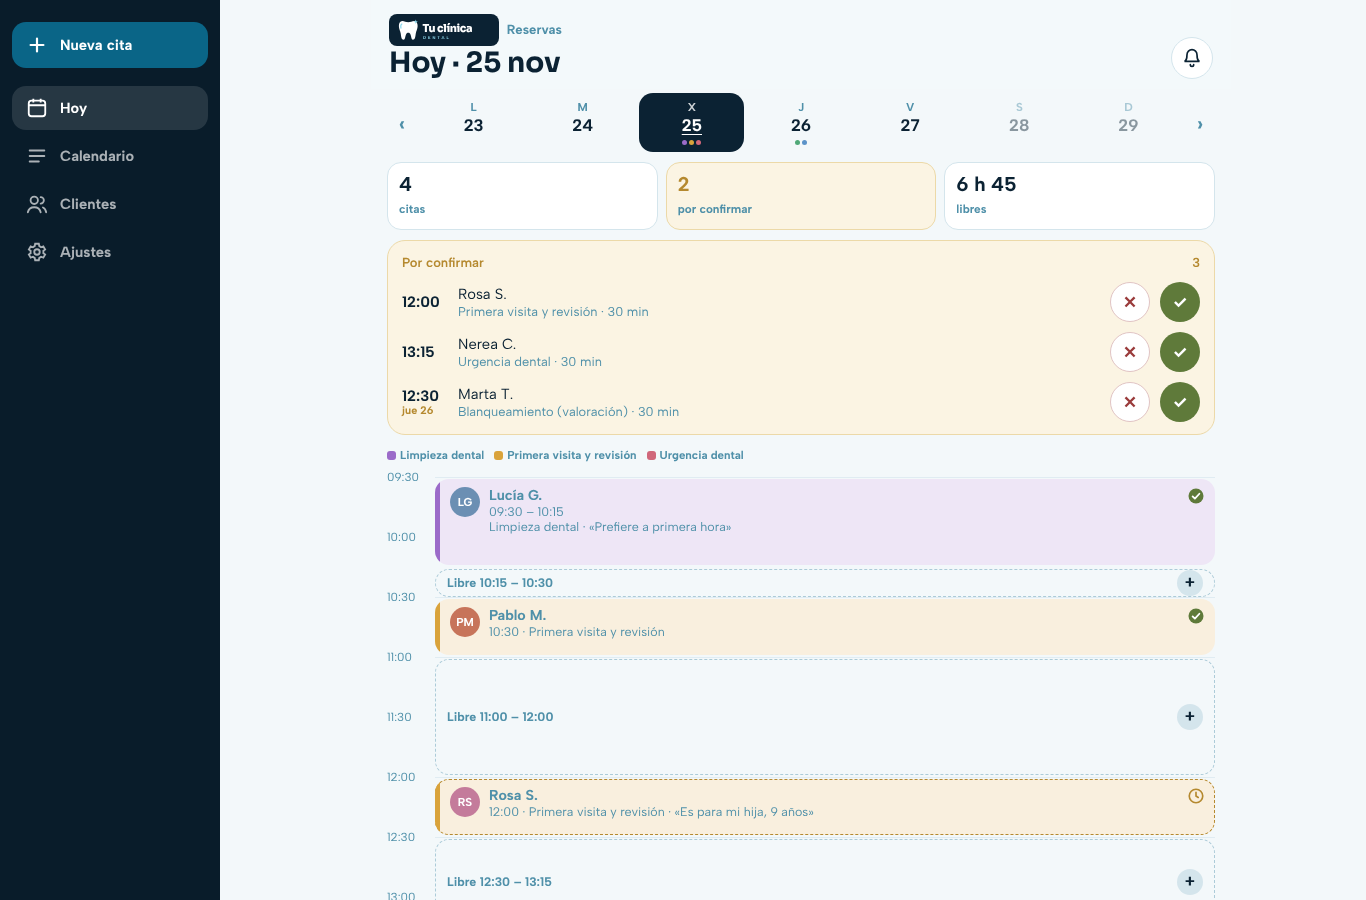 Nueva cita
Hoy
Calendario
Clientes
Ajustes
Tu clínica
DENTAL
Reservas
Hoy · 25 nov
‹
L
23
M
24
X
25
J
26
V
27
S
28
D
29
›
4
citas
2
por confirmar
6 h 45
libres
Por confirmar
3
12:00
Rosa S.
Primera visita y revisión · 30 min
13:15
Nerea C.
Urgencia dental · 30 min
12:30
jue 26
Marta T.
Blanqueamiento (valoración) · 30 min
Limpieza dental
Primera visita y revisión
Urgencia dental
09:30
LG
Lucía G.
09:30 – 10:15
Limpieza dental · «Prefiere a primera hora»
10:00
Libre 10:15 – 10:30
+
10:30
PM
Pablo M.
10:30 · Primera visita y revisión
11:00
11:30
Libre 11:00 – 12:00
+
12:00
RS
Rosa S.
12:00 · Primera visita y revisión · «Es para mi hija, 9 años»
12:30
Libre 12:30 – 13:15
+
13:00